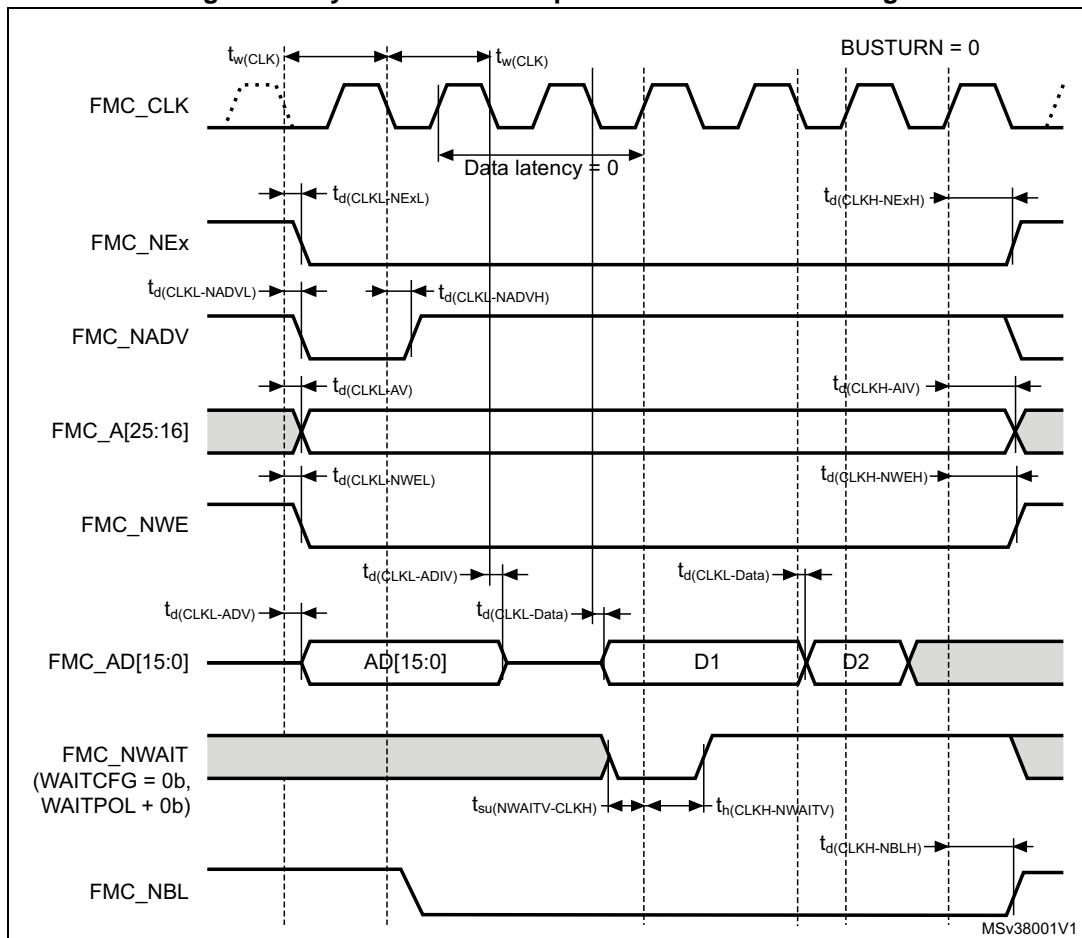 tw(CLK) tw(CLK) BUSTURN = 0
FMC_CLK
Data latency = 0
td(CLKL-NExL) td(CLKH-NExH)
FMC_NEx
td(CLKL-NADVL) td(CLKL-NADVH)
FMC_NADV
td(CLKL-AV) td(CLKH-AIV)
FMC_A[25:16]
td(CLKL-NWEL) td(CLKH-NWEH)
FMC_NWE
td(CLKL-ADIV) td(CLKL-Data)
td(CLKL-ADV) td(CLKL-Data)
FMC_AD[15:0] AD[15:0] D1 D2
FMC_NWAIT
(WAITCFG = 0b,
WAITPOL + 0b)
tsu(NWAITV-CLKH) th(CLKH-NWAITV)
td(CLKH-NBLH)
FMC_NBL
MSv38001V1